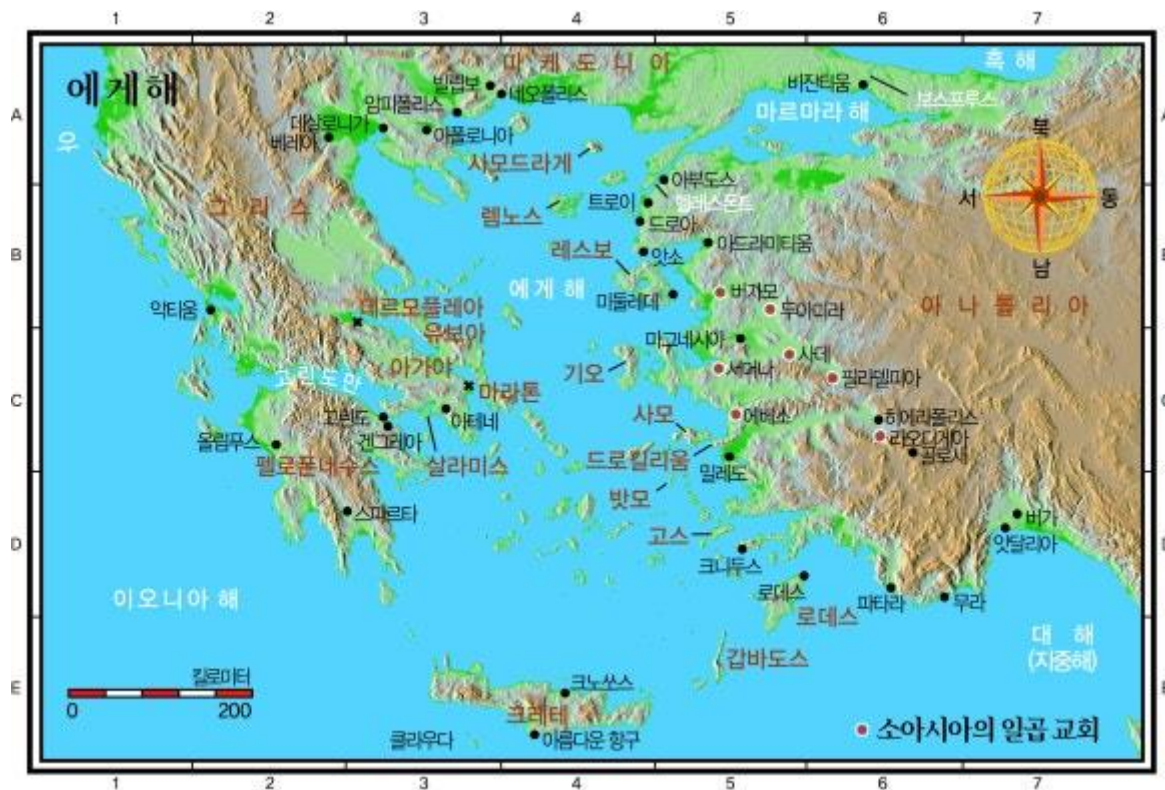 1 2 3 4 5 6 7
에게해
마 케 도 니 아
흑 해
빌립보
네오폴리스
비잔티움
보스프루스
암피폴리스
마르마라 해
A
데살로니가
아폴로니아
베레아
북
사모드라게
아부도스
서
동
그 리 스
렘노스
트로이
헬레스폰트
드로아
레스보
앗소
아드라미티움
남
B
에게 해
미둘레네
버가모
두아디라
아 나 톨 리 아
악티움
데르모플레아
유보아
마그네시아
사데
아가야
기오
서머나
필라델피아
고린도만
마라톤
C
사모
에베소
히에라폴리스
고린도
아테네
라오디게아
올림푸스
겐그레아
골로새
펠로폰네수스
살라미스
드로킬리움
밀레도
밧모
스파르타
버가
D
고스
앗달리아
크니두스
로데스
이오니아 해
파타라
무라
로데스
대 해
(지중해)
갑바도스
킬로미터
E
크노쏘스
0
200
크레테
소아시아의 일곱 교회
클라우다
아름다운 항구
1 2 3 4 5 6 7